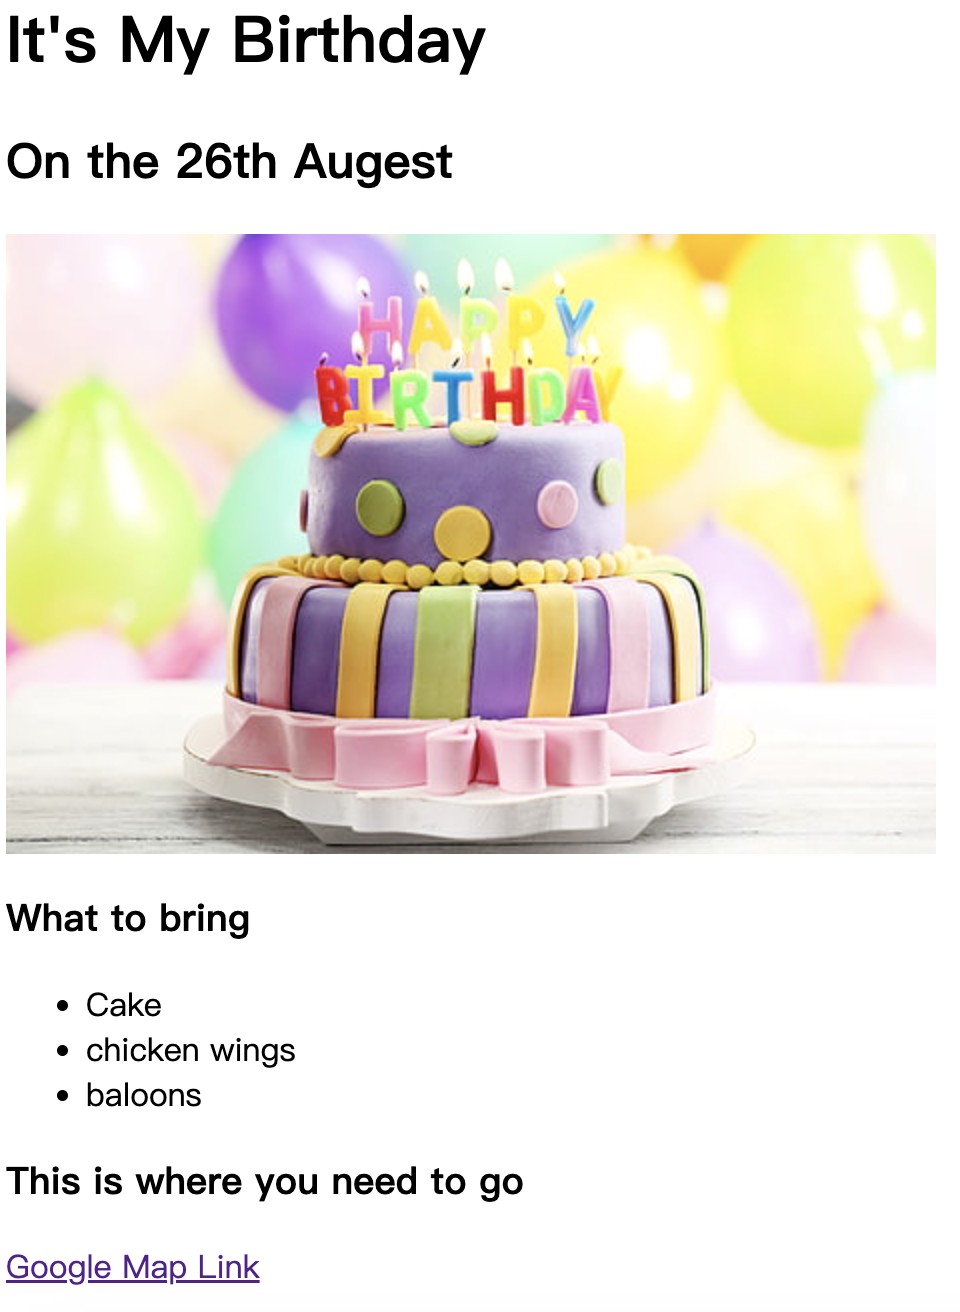 It's My Birthday
On the 26th Augest
HAPPY
BIRTHDAY
What to bring
Cake
chicken wings
baloons
This is where you need to go
Google Map Link